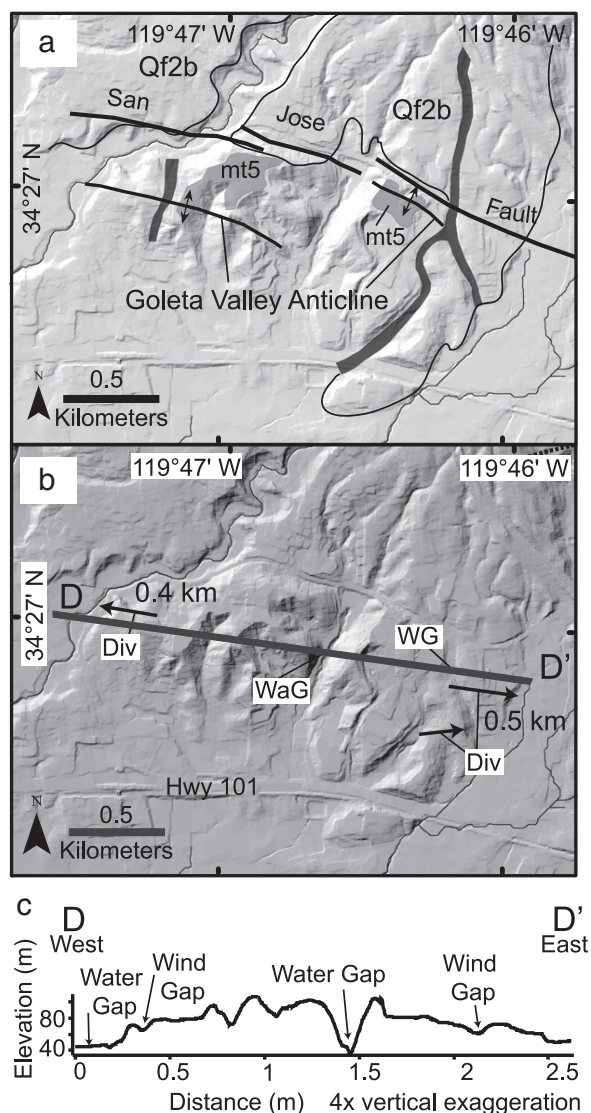 a
119°47' W
119°46' W
Qf2b
San
Jose
Qf2b
34°27' N
mt5
mt5
Fault
Goleta Valley Anticline
N
0.5
Kilometers
b
119°47' W
119°46' W
34°27' N
D
0.4 km
Div
WG
D'
WaG
0.5 km
Div
Hwy 101
N
0.5
Kilometers
c
D
D'
West
East
Water Gap
Wind Gap
Water Gap
Wind Gap
Elevation (m)
80
40
0 0.5 1 1.5 2 2.5
Distance (m) 4x vertical exaggeration